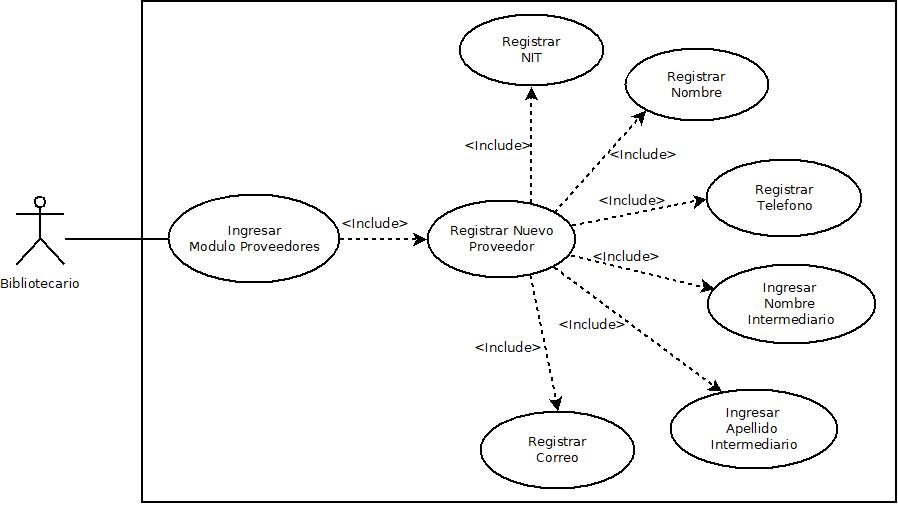 Registrar
NIT
Registrar
Nombre
<Include>
<Include>
Registrar
Telefono
<Include>
<Include>
Ingresar
Modulo Proveedores
Registrar Nuevo
Proveedor
<Include>
Bibliotecario
Ingresar
Nombre
Intermediario
<Include>
<Include>
Ingresar
Apellido
Intermediario
Registrar
Correo